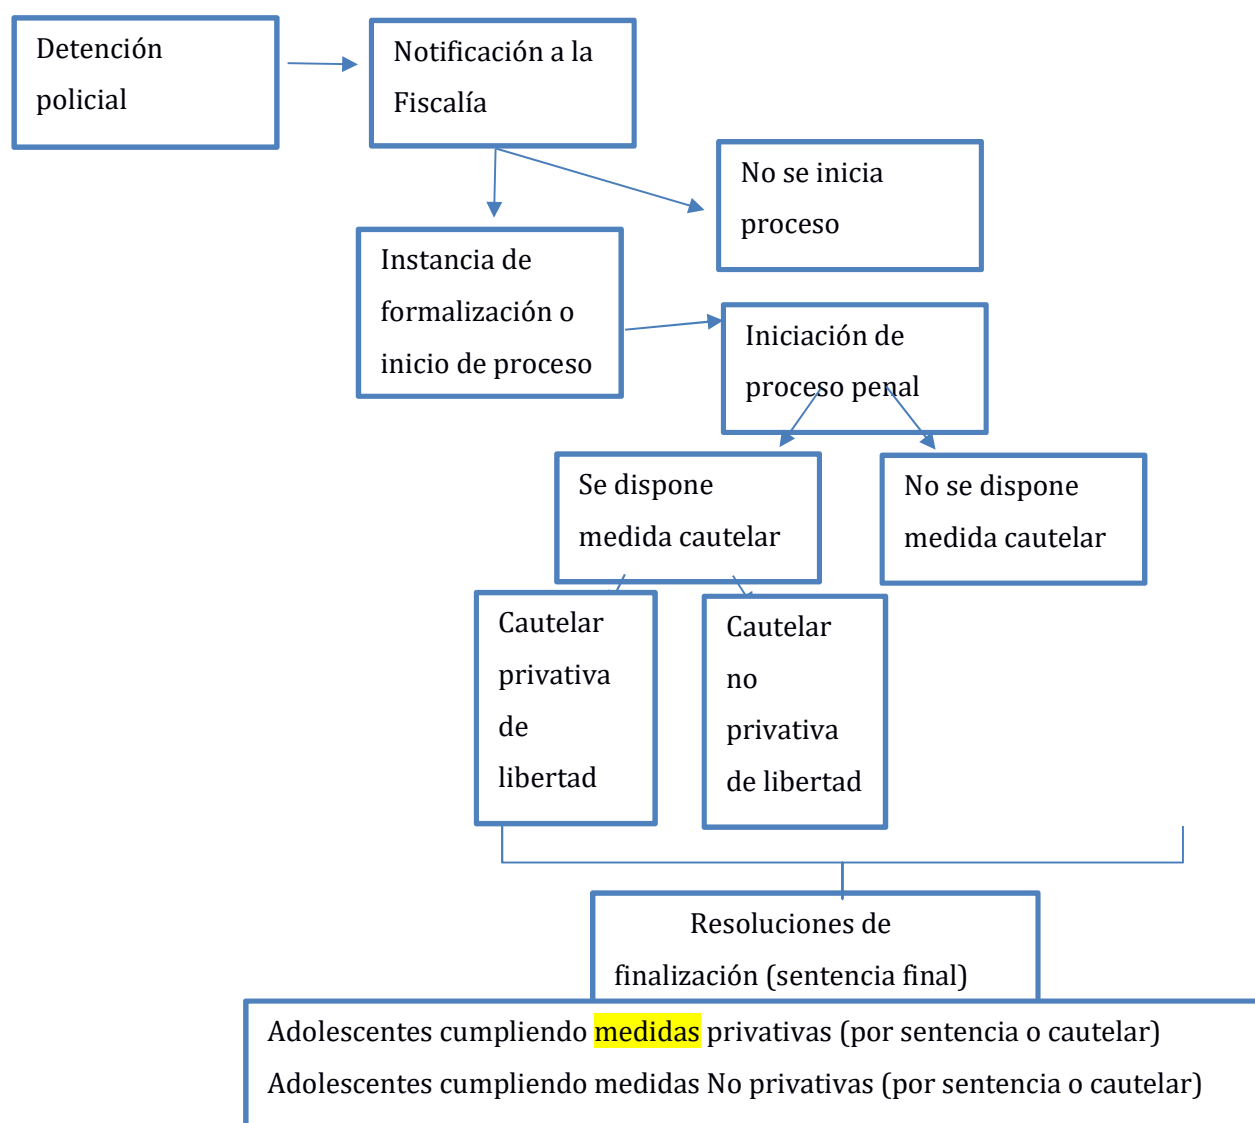 Detención
policial
Notificación a la
Fiscalía
No se inicia
proceso
Instancia de
formalización o
inicio de proceso
Iniciación de
proceso penal
Se dispone
medida cautelar
No se dispone
medida cautelar
Cautelar
privativa
de
libertad
Cautelar
no
privativa
de libertad
Resoluciones de
finalización (sentencia final)
Adolescentes cumpliendo medidas privativas (por sentencia o cautelar)
Adolescentes cumpliendo medidas No privativas (por sentencia o cautelar)